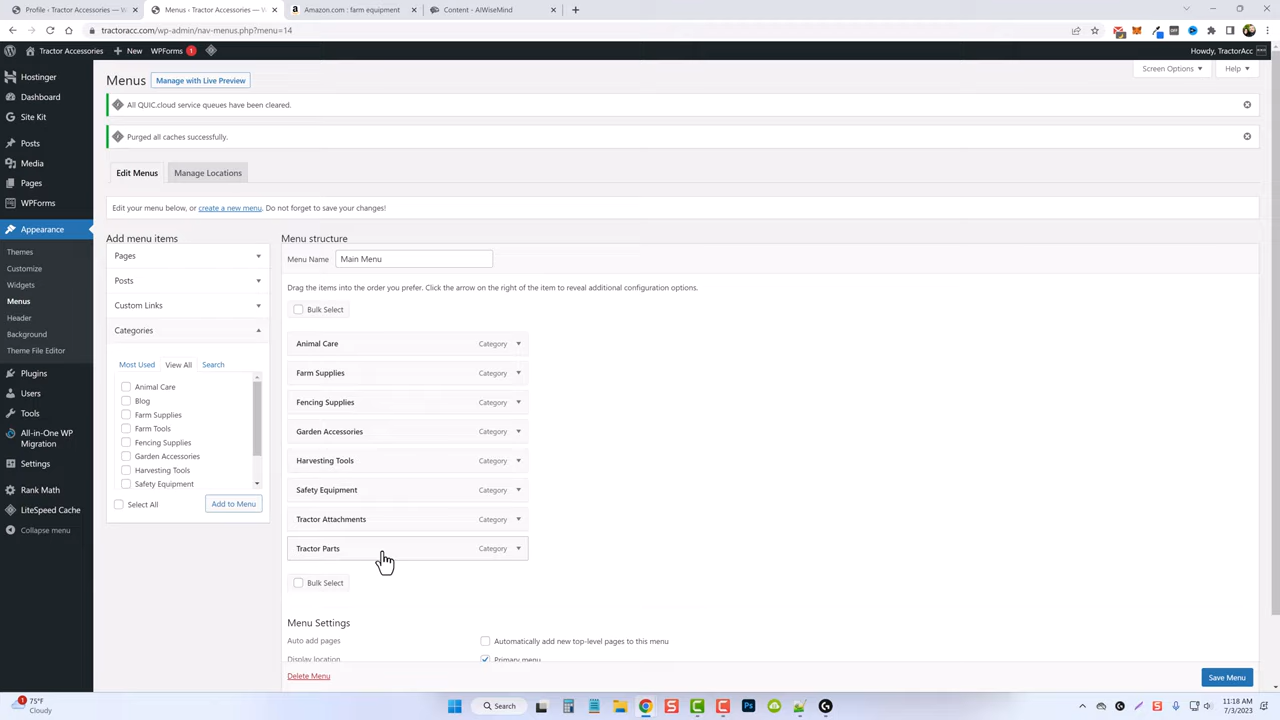 Profile ‹ Tractor Accessories — W
Menus ‹ Tractor Accessories — W
Amazon.com : farm equipment
Content - AIWiseMind
tractoracc.com/wp-admin/nav-menus.php?menu=14
Tractor Accessories
New
WPForms 1
Howdy, TractorAcc
Hostinger
Dashboard
Site Kit
Posts
Media
Pages
WPForms
Appearance
Themes
Customize
Widgets
Menus
Header
Background
Theme File Editor
Plugins
Users
Tools
All-in-One WP
Migration
Settings
Rank Math
LiteSpeed Cache
Collapse menu
Menus
Manage with Live Preview
Screen Options
Help
All QUIC.cloud service queues have been cleared.
Purged all caches successfully.
Edit Menus
Manage Locations
Edit your menu below, or create a new menu. Do not forget to save your changes!
Add menu items
Pages
Posts
Custom Links
Categories
Most Used
View All
Search
Animal Care
Blog
Farm Supplies
Farm Tools
Fencing Supplies
Garden Accessories
Harvesting Tools
Safety Equipment
Select All
Add to Menu
Menu structure
Menu Name
Main Menu
Drag the items into the order you prefer. Click the arrow on the right of the item to reveal additional configuration options.
Bulk Select
Animal Care Category
Farm Supplies Category
Fencing Supplies Category
Garden Accessories Category
Harvesting Tools Category
Safety Equipment Category
Tractor Attachments Category
Tractor Parts Category
Bulk Select
Menu Settings
Auto add pages
Automatically add new top-level pages to this menu
Display location
Primary menu
Delete Menu
Save Menu
1
75°F
Cloudy
Search
11:18 AM
7/3/2023